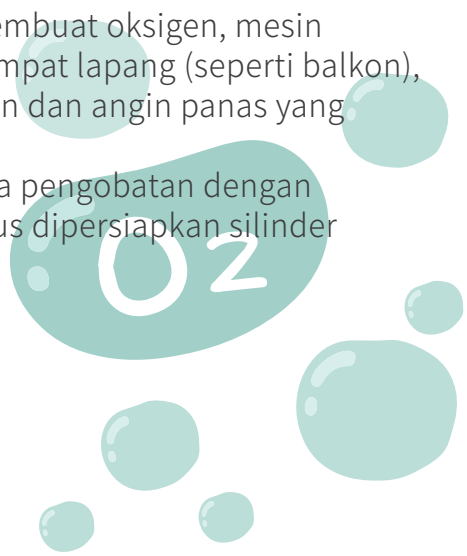 embuat oksigen, mesin
mpat lapang (seperti balkon),
n dan angin panas yang
a pengobatan dengan
us dipersiapkan silinder
O2